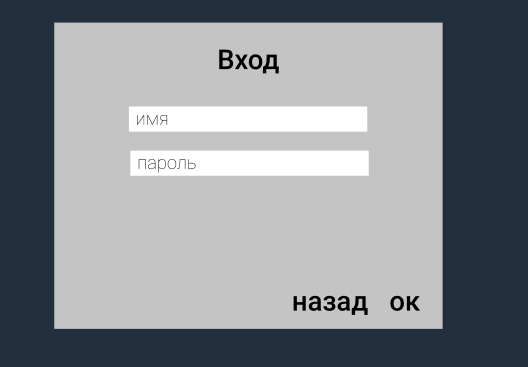 Вход
имя
пароль
назад ок